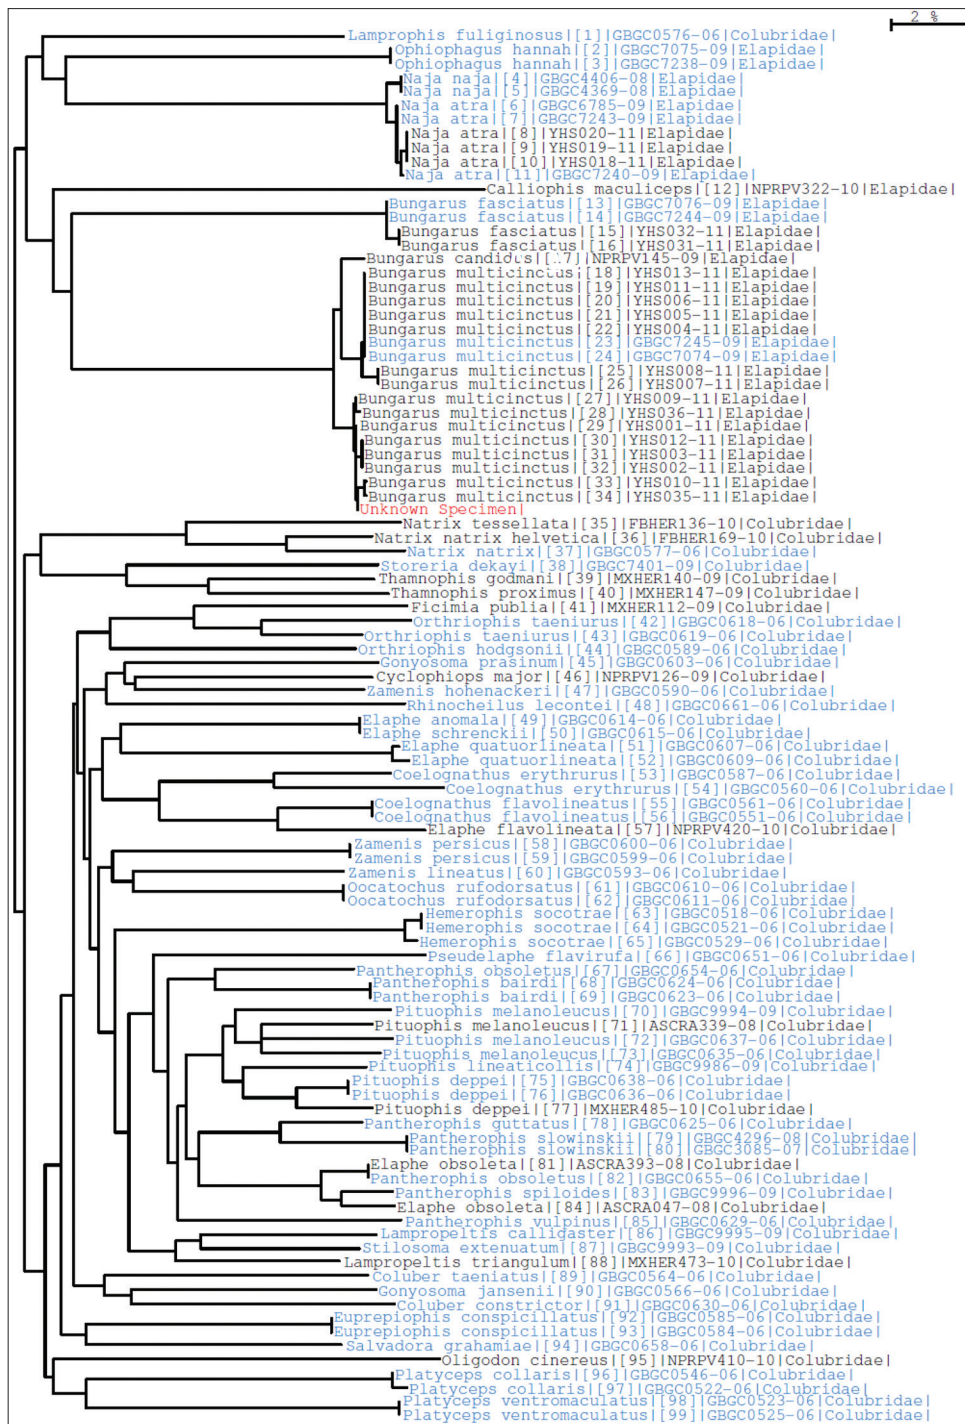 2 %
Lamprophis fuliginosus|[1]|GBGC0576-06|Colubridae|
Ophiophagus hannah|[2]|GBGC7075-09|Elapidae|
Ophiophagus hannah|[3]|GBGC7238-09|Elapidae|
Naja naja|[4]|GBGC4406-08|Elapidae|
Naja naja|[5]|GBGC4369-08|Elapidae|
Naja atra|[6]|GBGC6785-09|Elapidae|
Naja atra|[7]|GBGC7243-09|Elapidae|
Naja atra|[8]|YHS020-11|Elapidae|
Naja atra|[9]|YHS019-11|Elapidae|
Naja atra|[10]|YHS018-11|Elapidae|
Naja atra|[11]|GBGC7240-09|Elapidae|
Calliophis maculiceps|[12]|NPRPV322-10|Elapidae|
Bungarus fasciatus|[13]|GBGC7076-09|Elapidae|
Bungarus fasciatus|[14]|GBGC7244-09|Elapidae|
Bungarus fasciatus|[15]|YHS032-11|Elapidae|
Bungarus fasciatus|[16]|YHS031-11|Elapidae|
Bungarus candidus|[17]|NPRPV145-09|Elapidae|
Bungarus multicinctus|[18]|YHS013-11|Elapidae|
Bungarus multicinctus|[19]|YHS011-11|Elapidae|
Bungarus multicinctus|[20]|YHS006-11|Elapidae|
Bungarus multicinctus|[21]|YHS005-11|Elapidae|
Bungarus multicinctus|[22]|YHS004-11|Elapidae|
Bungarus multicinctus|[23]|GBGC7245-09|Elapidae|
Bungarus multicinctus|[24]|GBGC7074-09|Elapidae|
Bungarus multicinctus|[25]|YHS008-11|Elapidae|
Bungarus multicinctus|[26]|YHS007-11|Elapidae|
Bungarus multicinctus|[27]|YHS009-11|Elapidae|
Bungarus multicinctus|[28]|YHS036-11|Elapidae|
Bungarus multicinctus|[29]|YHS001-11|Elapidae|
Bungarus multicinctus|[30]|YHS012-11|Elapidae|
Bungarus multicinctus|[31]|YHS003-11|Elapidae|
Bungarus multicinctus|[32]|YHS002-11|Elapidae|
Bungarus multicinctus|[33]|YHS010-11|Elapidae|
Bungarus multicinctus|[34]|YHS035-11|Elapidae|
Unknown Specimen|
Natrix tessellata|[35]|FBHER136-10|Colubridae|
Natrix natrix helvetica|[36]|FBHER169-10|Colubridae|
Natrix natrix|[37]|GBGC0577-06|Colubridae|
Storeria dekayi|[38]|GBGC7401-09|Colubridae|
Thamnophis godmani|[39]|MXHER140-09|Colubridae|
Thamnophis proximus|[40]|MXHER147-09|Colubridae|
Ficimia publia|[41]|MXHER112-09|Colubridae|
Orthriophis taeniurus|[42]|GBGC0618-06|Colubridae|
Orthriophis taeniurus|[43]|GBGC0619-06|Colubridae|
Orthriophis hodgsonii|[44]|GBGC0589-06|Colubridae|
Gonyosoma prasinum|[45]|GBGC0603-06|Colubridae|
Cyclophiops major|[46]|NPRPV126-09|Colubridae|
Zamenis hohenackeri|[47]|GBGC0590-06|Colubridae|
Rhinocheilus lecontei|[48]|GBGC0661-06|Colubridae|
Elaphe anomala|[49]|GBGC0614-06|Colubridae|
Elaphe schrenckii|[50]|GBGC0615-06|Colubridae|
Elaphe quatuorlineata|[51]|GBGC0607-06|Colubridae|
Elaphe quatuorlineata|[52]|GBGC0609-06|Colubridae|
Coelognathus erythrurus|[53]|GBGC0587-06|Colubridae|
Coelognathus erythrurus|[54]|GBGC0560-06|Colubridae|
Coelognathus flavolineatus|[55]|GBGC0561-06|Colubridae|
Coelognathus flavolineatus|[56]|GBGC0551-06|Colubridae|
Elaphe flavolineata|[57]|NPRPV420-10|Colubridae|
Zamenis persicus|[58]|GBGC0600-06|Colubridae|
Zamenis persicus|[59]|GBGC0599-06|Colubridae|
Zamenis lineatus|[60]|GBGC0593-06|Colubridae|
Oocatochus rufodorsatus|[61]|GBGC0610-06|Colubridae|
Oocatochus rufodorsatus|[62]|GBGC0611-06|Colubridae|
Hemerophis socotrae|[63]|GBGC0518-06|Colubridae|
Hemerophis socotrae|[64]|GBGC0521-06|Colubridae|
Hemerophis socotrae|[65]|GBGC0529-06|Colubridae|
Pseudelaphe flavirufa|[66]|GBGC0651-06|Colubridae|
Pantherophis obsoletus|[67]|GBGC0654-06|Colubridae|
Pantherophis bairdi|[68]|GBGC0624-06|Colubridae|
Pantherophis bairdi|[69]|GBGC0623-06|Colubridae|
Pituophis melanoleucus|[70]|GBGC9994-09|Colubridae|
Pituophis melanoleucus|[71]|ASCRA339-08|Colubridae|
Pituophis melanoleucus|[72]|GBGC0637-06|Colubridae|
Pituophis melanoleucus|[73]|GBGC0635-06|Colubridae|
Pituophis lineaticollis|[74]|GBGC9986-09|Colubridae|
Pituophis deppei|[75]|GBGC0638-06|Colubridae|
Pituophis deppei|[76]|GBGC0636-06|Colubridae|
Pituophis deppei|[77]|MXHER485-10|Colubridae|
Pantherophis guttatus|[78]|GBGC0625-06|Colubridae|
Pantherophis slowinskii|[79]|GBGC4296-08|Colubridae|
Pantherophis slowinskii|[80]|GBGC3085-07|Colubridae|
Elaphe obsoleta|[81]|ASCRA393-08|Colubridae|
Pantherophis obsoletus|[82]|GBGC0655-06|Colubridae|
Pantherophis spiloides|[83]|GBGC9996-09|Colubridae|
Elaphe obsoleta|[84]|ASCRA047-08|Colubridae|
Pantherophis vulpinus|[85]|GBGC0629-06|Colubridae|
Lampropeltis calligaster|[86]|GBGC9995-09|Colubridae|
Stilosoma extenuatum|[87]|GBGC9993-09|Colubridae|
Lampropeltis triangulum|[88]|MXHER473-10|Colubridae|
Coluber taeniatus|[89]|GBGC0564-06|Colubridae|
Gonyosoma jansenii|[90]|GBGC0566-06|Colubridae|
Coluber constrictor|[91]|GBGC0630-06|Colubridae|
Euprepiophis conspicillatus|[92]|GBGC0585-06|Colubridae|
Euprepiophis conspicillatus|[93]|GBGC0584-06|Colubridae|
Salvadora grahamiae|[94]|GBGC0658-06|Colubridae|
Oligodon cinereus|[95]|NPRPV410-10|Colubridae|
Platyceps collaris|[96]|GBGC0546-06|Colubridae|
Platyceps collaris|[97]|GBGC0522-06|Colubridae|
Platyceps ventromaculatus|[98]|GBGC0523-06|Colubridae|
Platyceps ventromaculatus|[99]|GBGC0525-06|Colubridae|